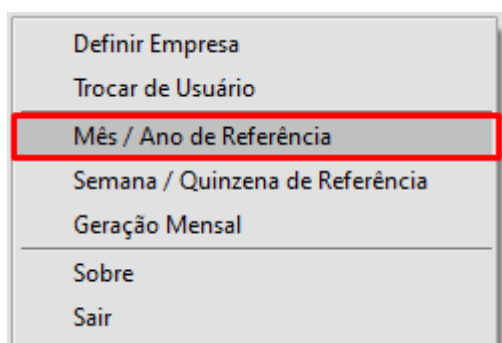 Definir Empresa
Trocar de Usuário
Mês / Ano de Referência
Semana / Quinzena de Referência
Geração Mensal
Sobre
Sair